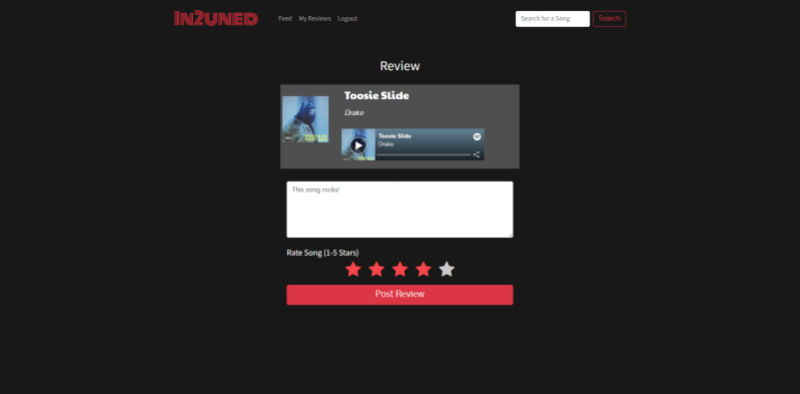 In2uned
Feed My Reviews Logout
Search for a Song
Search
Review
Toosie Slide
Drake
Toosie Slide
Drake
This song rocks!
Rate Song (1-5 Stars)
Post Review